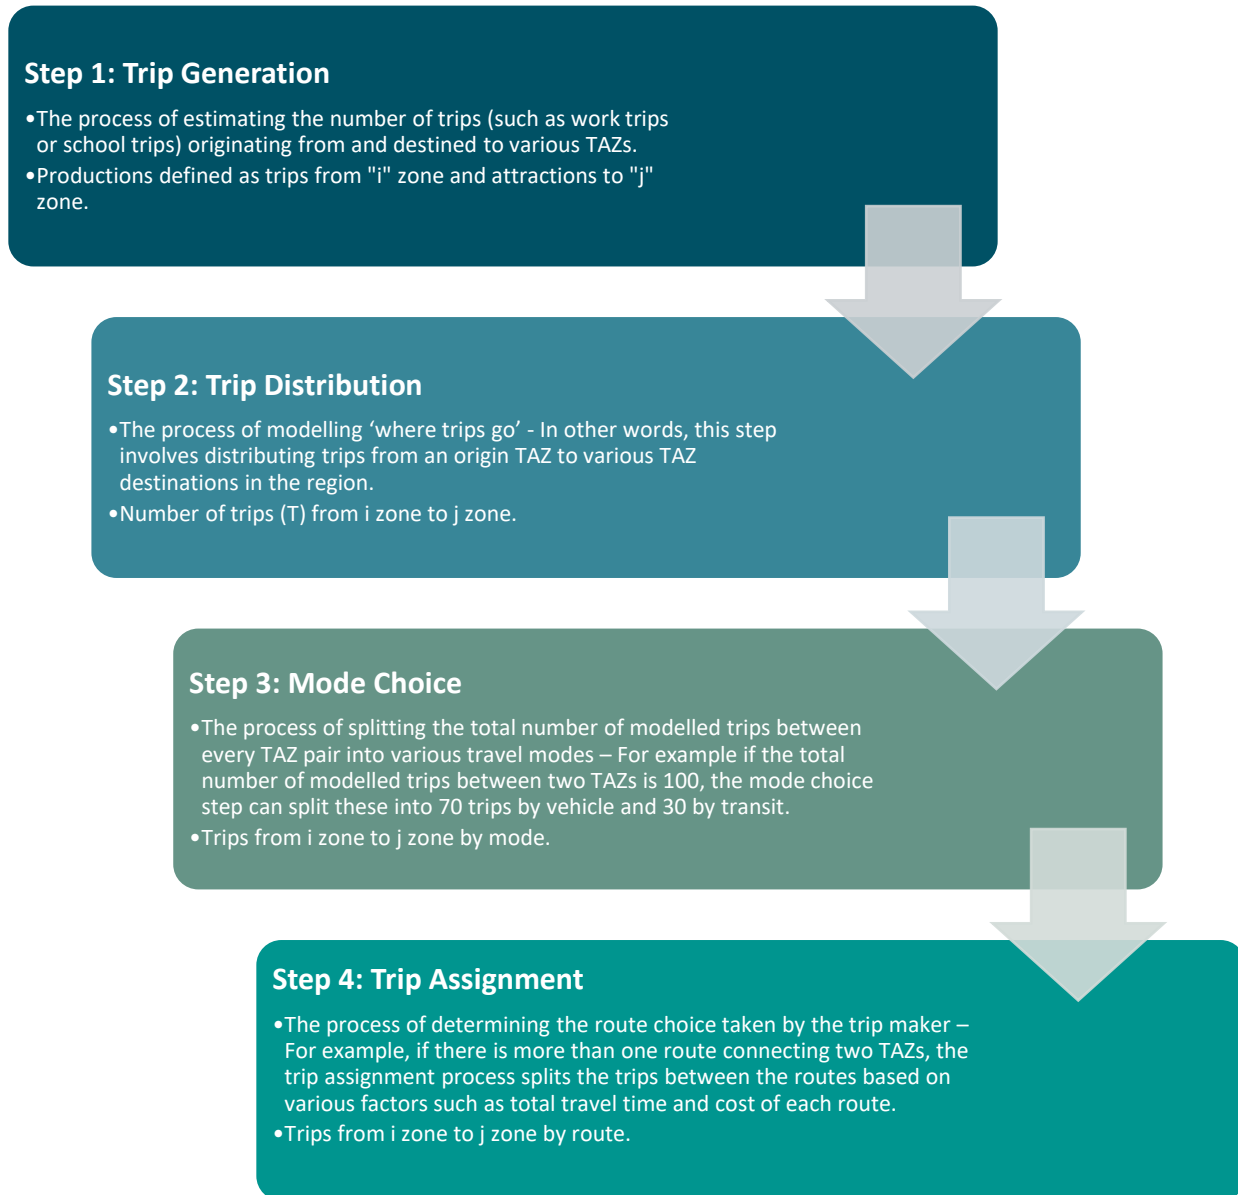 Step 1: Trip Generation
•The process of estimating the number of trips (such as work trips
or school trips) originating from and destined to various TAZs.
•Productions defined as trips from "i" zone and attractions to "j"
zone.
Step 2: Trip Distribution
•The process of modelling ‘where trips go’ - In other words, this step
involves distributing trips from an origin TAZ to various TAZ
destinations in the region.
•Number of trips (T) from i zone to j zone.
Step 3: Mode Choice
•The process of splitting the total number of modelled trips between
every TAZ pair into various travel modes – For example if the total
number of modelled trips between two TAZs is 100, the mode choice
step can split these into 70 trips by vehicle and 30 by transit.
•Trips from i zone to j zone by mode.
Step 4: Trip Assignment
•The process of determining the route choice taken by the trip maker –
For example, if there is more than one route connecting two TAZs, the
trip assignment process splits the trips between the routes based on
various factors such as total travel time and cost of each route.
•Trips from i zone to j zone by route.